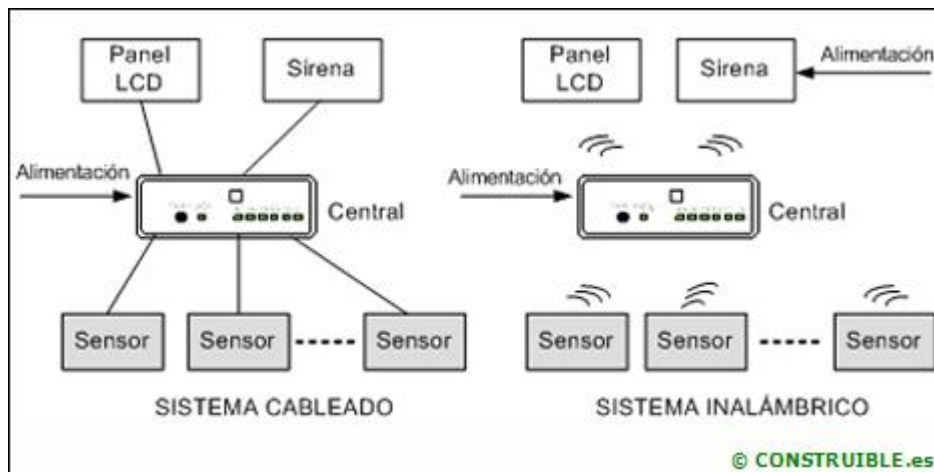 Panel
LCD
Sirena
Alimentación
Central
Sensor
Sensor
Sensor
SISTEMA CABLEADO
Panel
LCD
Sirena
Alimentación
Alimentación
Central
Sensor
Sensor
Sensor
SISTEMA INALÁMBRICO
© CONSTRUIBLE.es